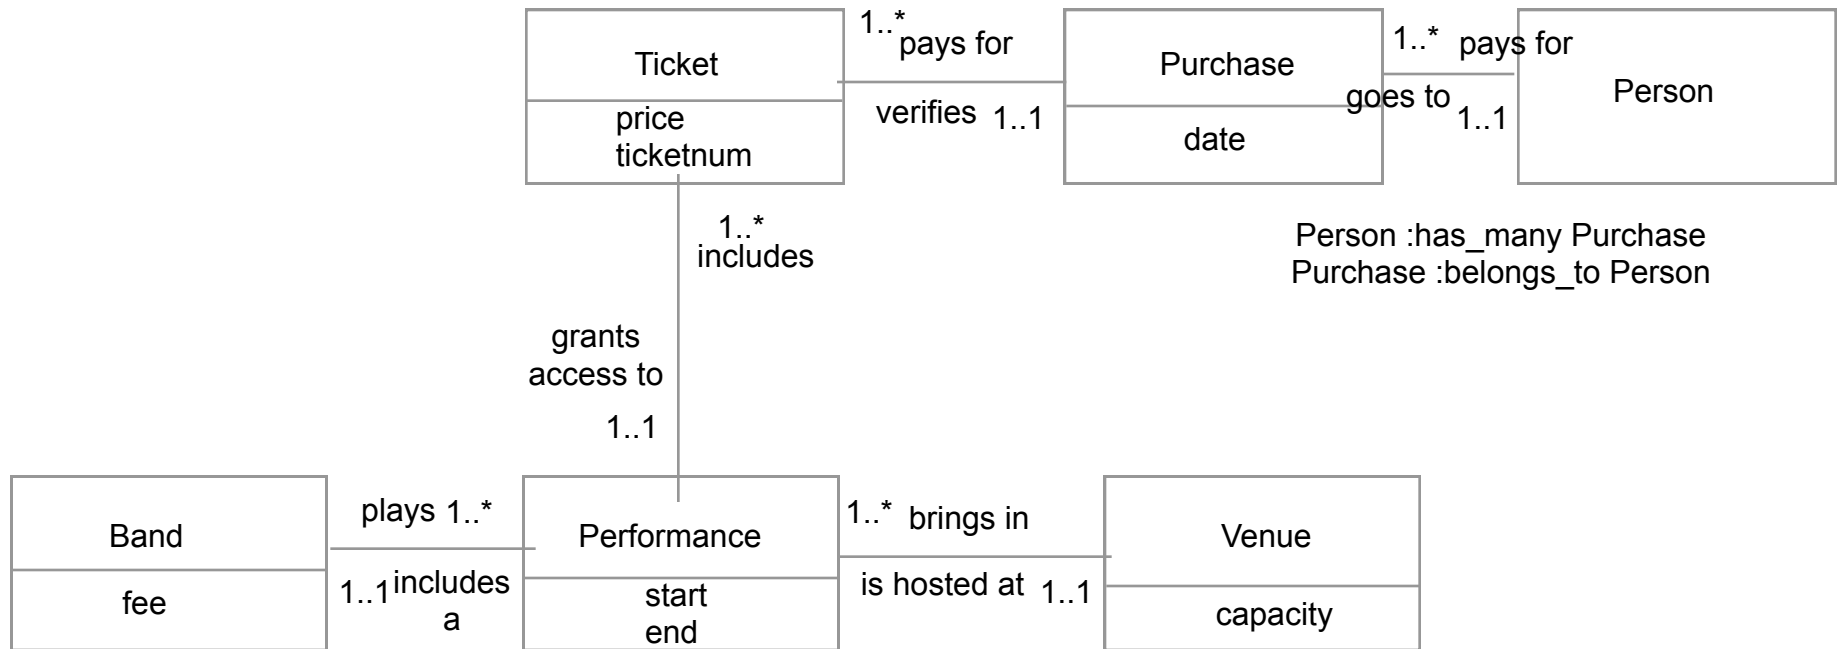 Ticket
price
ticketnum
1..*
pays for
verifies
1..1
Purchase
date
1..*
pays for
goes to
1..1
Person
Person :has_many Purchase
Purchase :belongs_to Person
1..*
includes
grants
access to
1..1
Band
fee
plays
1..*
1..1
includes
a
Performance
start
end
1..*
brings in
is hosted at
1..1
Venue
capacity